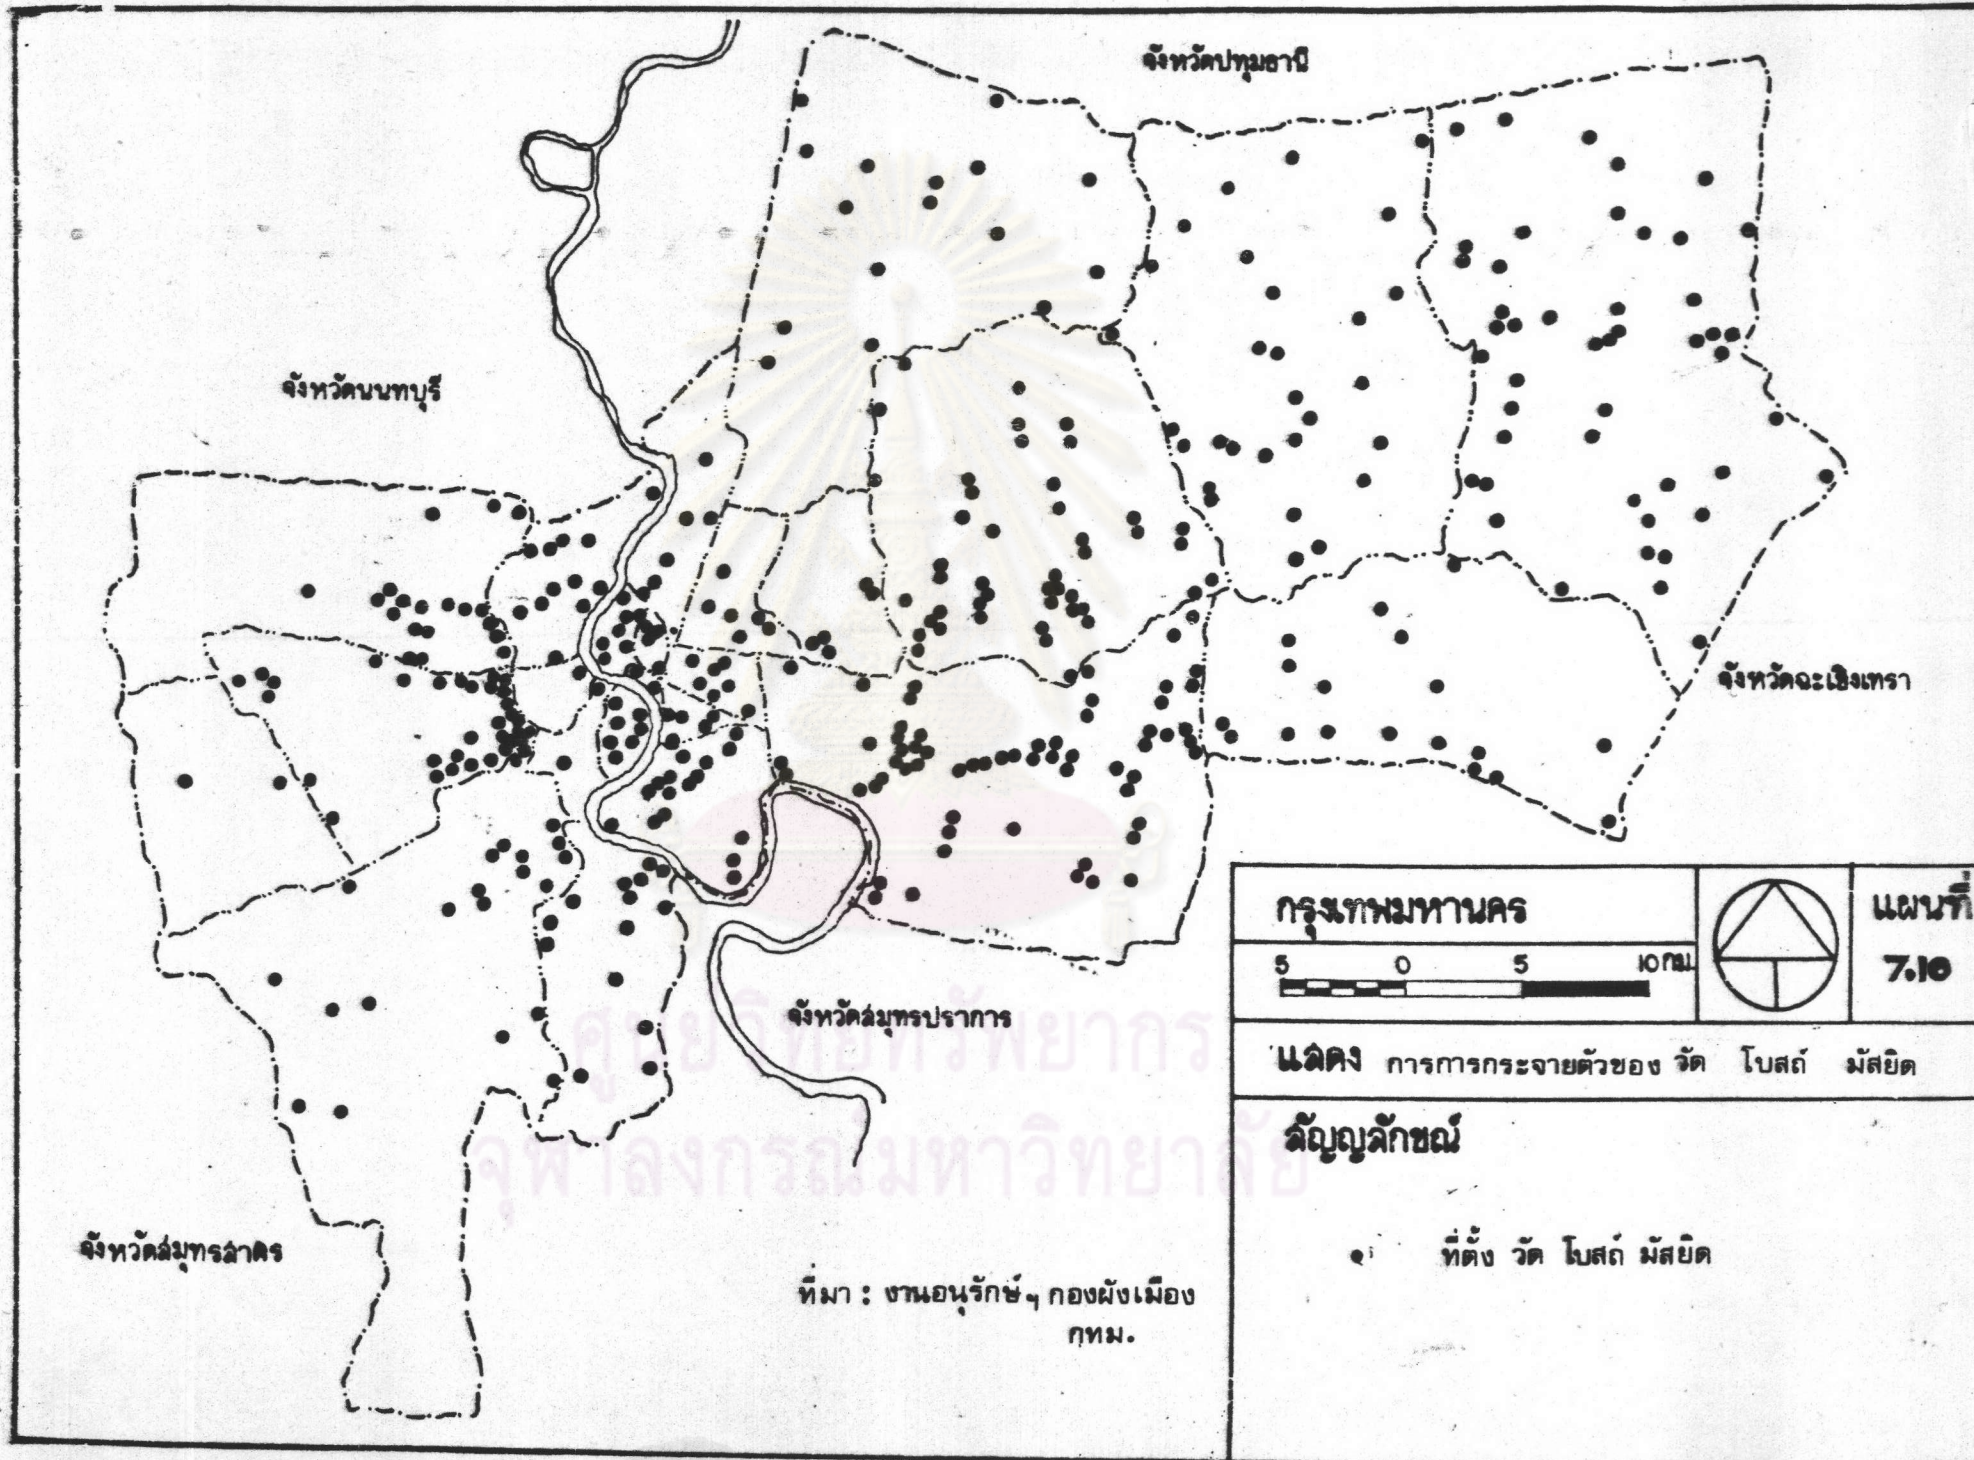 จังหวัดปทุมธานี
จังหวัดนนทบุรี
จังหวัดฉะเชิงเทรา
จังหวัดสมุทรปราการ
จังหวัดสมุทรสาคร
ศูนย์วิทยทรัพยากร
จุฬาลงกรณ์มหาวิทยาลัย
ที่มา : งานอนุรักษ์ฯ กองผังเมือง
กทม.
กรุงเทพมหานคร
5 0 5 10 กม.
แผนที่
7.10
แสดง การการกระจายตัวของ วัด โบสถ์ มัสยิด
สัญญลักษณ์
ที่ตั้ง วัด โบสถ์ มัสยิด